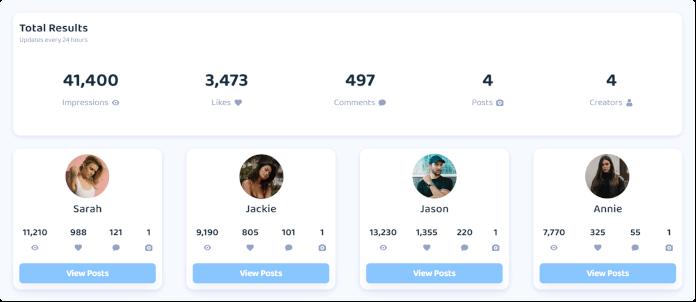 Total Results
Updates every 24 hours
41,400 3,473 497 4 4
Impressions Likes Comments Posts Creators
Sarah Jackie Jason Annie
11,210 988 121 1 9,190 805 101 1 13,230 1,355 220 1 7,770 325 55 1
View Posts View Posts View Posts View Posts